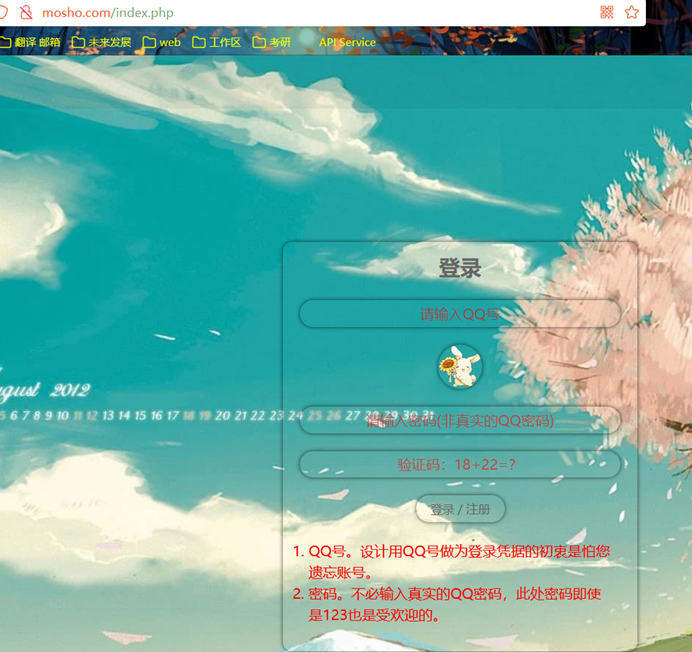 mosho.com/index.php
翻译 邮箱 未来发展 web 工作区 考研 API Service
登录
请输入QQ号
ugust 2012
5 6 7 8 9 10 11 12 13 14 15 16 17 18 19 20 21 22 23 24 25 26 27 28 29 30 31
请输入密码(非真实的QQ密码)
验证码：18+22=?
登录 / 注册
1. QQ号。设计用QQ号做为登录凭据的初衷是怕您
遗忘账号。
2. 密码。不必输入真实的QQ密码，此处密码即使
是123也是受欢迎的。